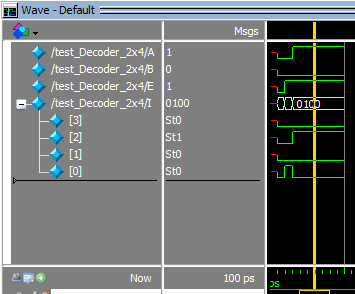 Wave - Default
Msgs
/test_Decoder_2x4/A 1
/test_Decoder_2x4/B 0
/test_Decoder_2x4/E 1
/test_Decoder_2x4/I 0100 0100
[3] St0
[2] St1
[1] St0
[0] St0
Now 100 ps ps